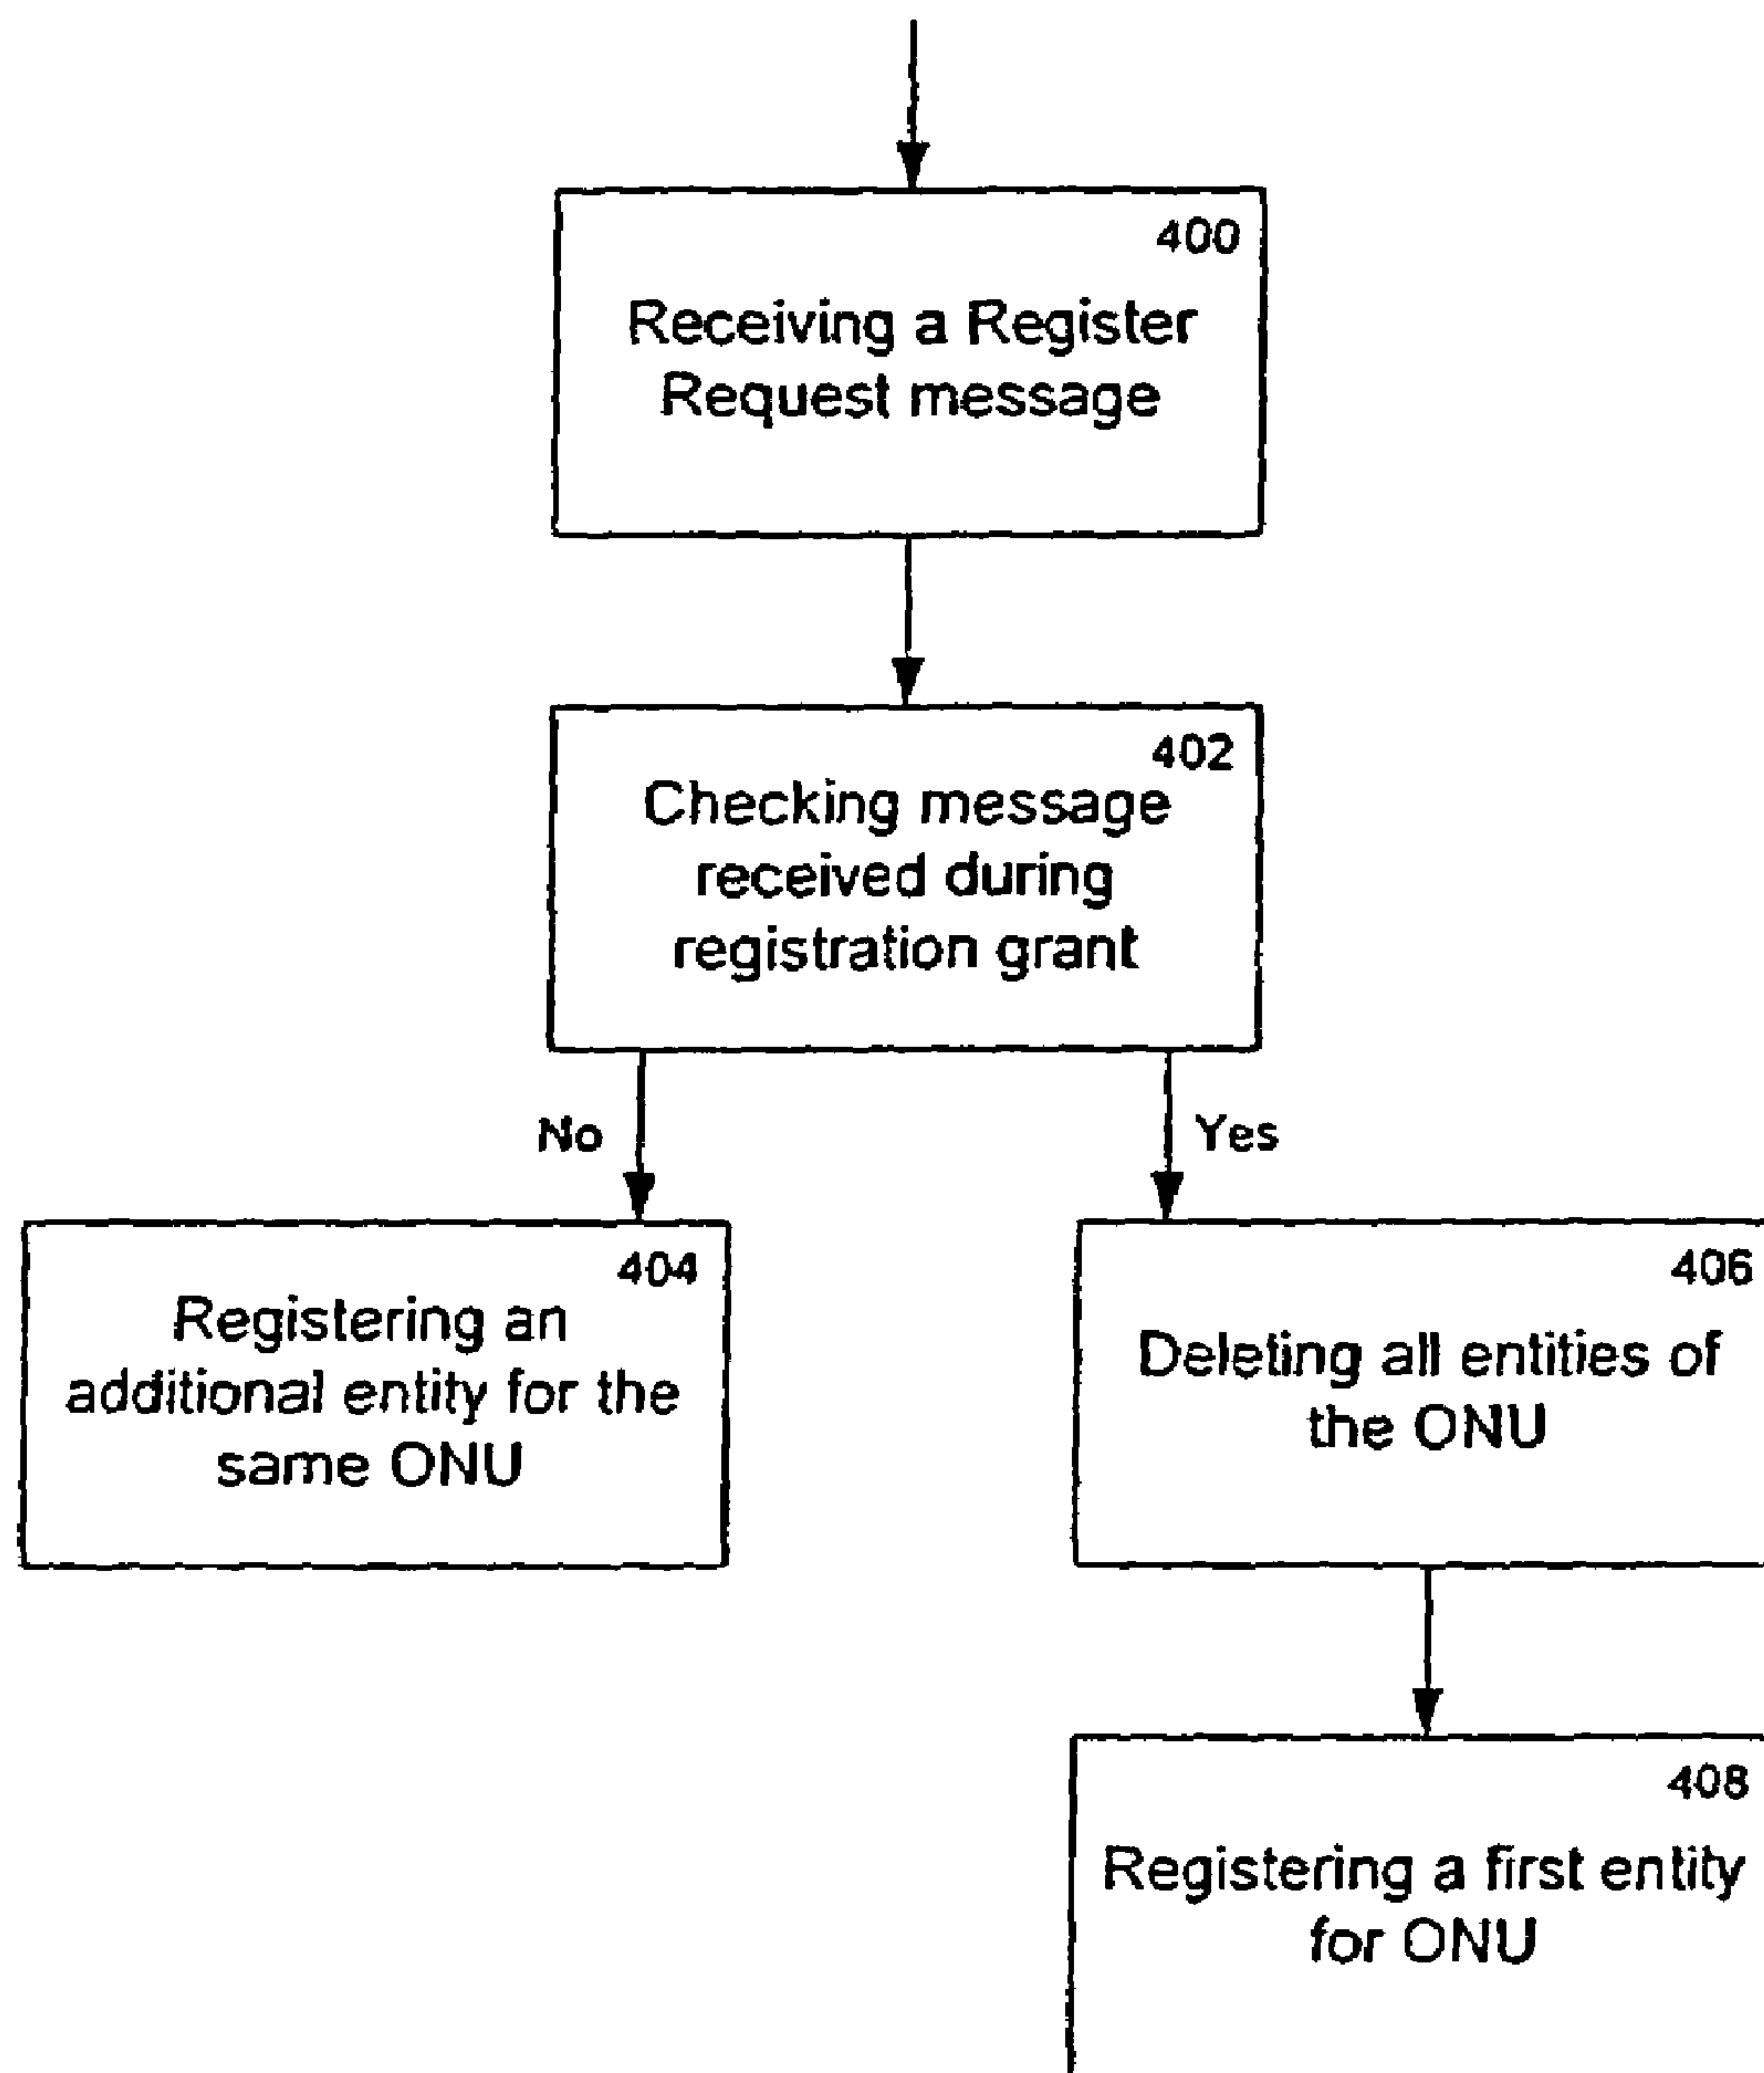 400
Receiving a Register
Request message
402
Checking message
received during
registration grant
No
Yes
404
Registering an
additional entity for the
same ONU
406
Deleting all entities of
the ONU
408
Registering a first entity
for ONU